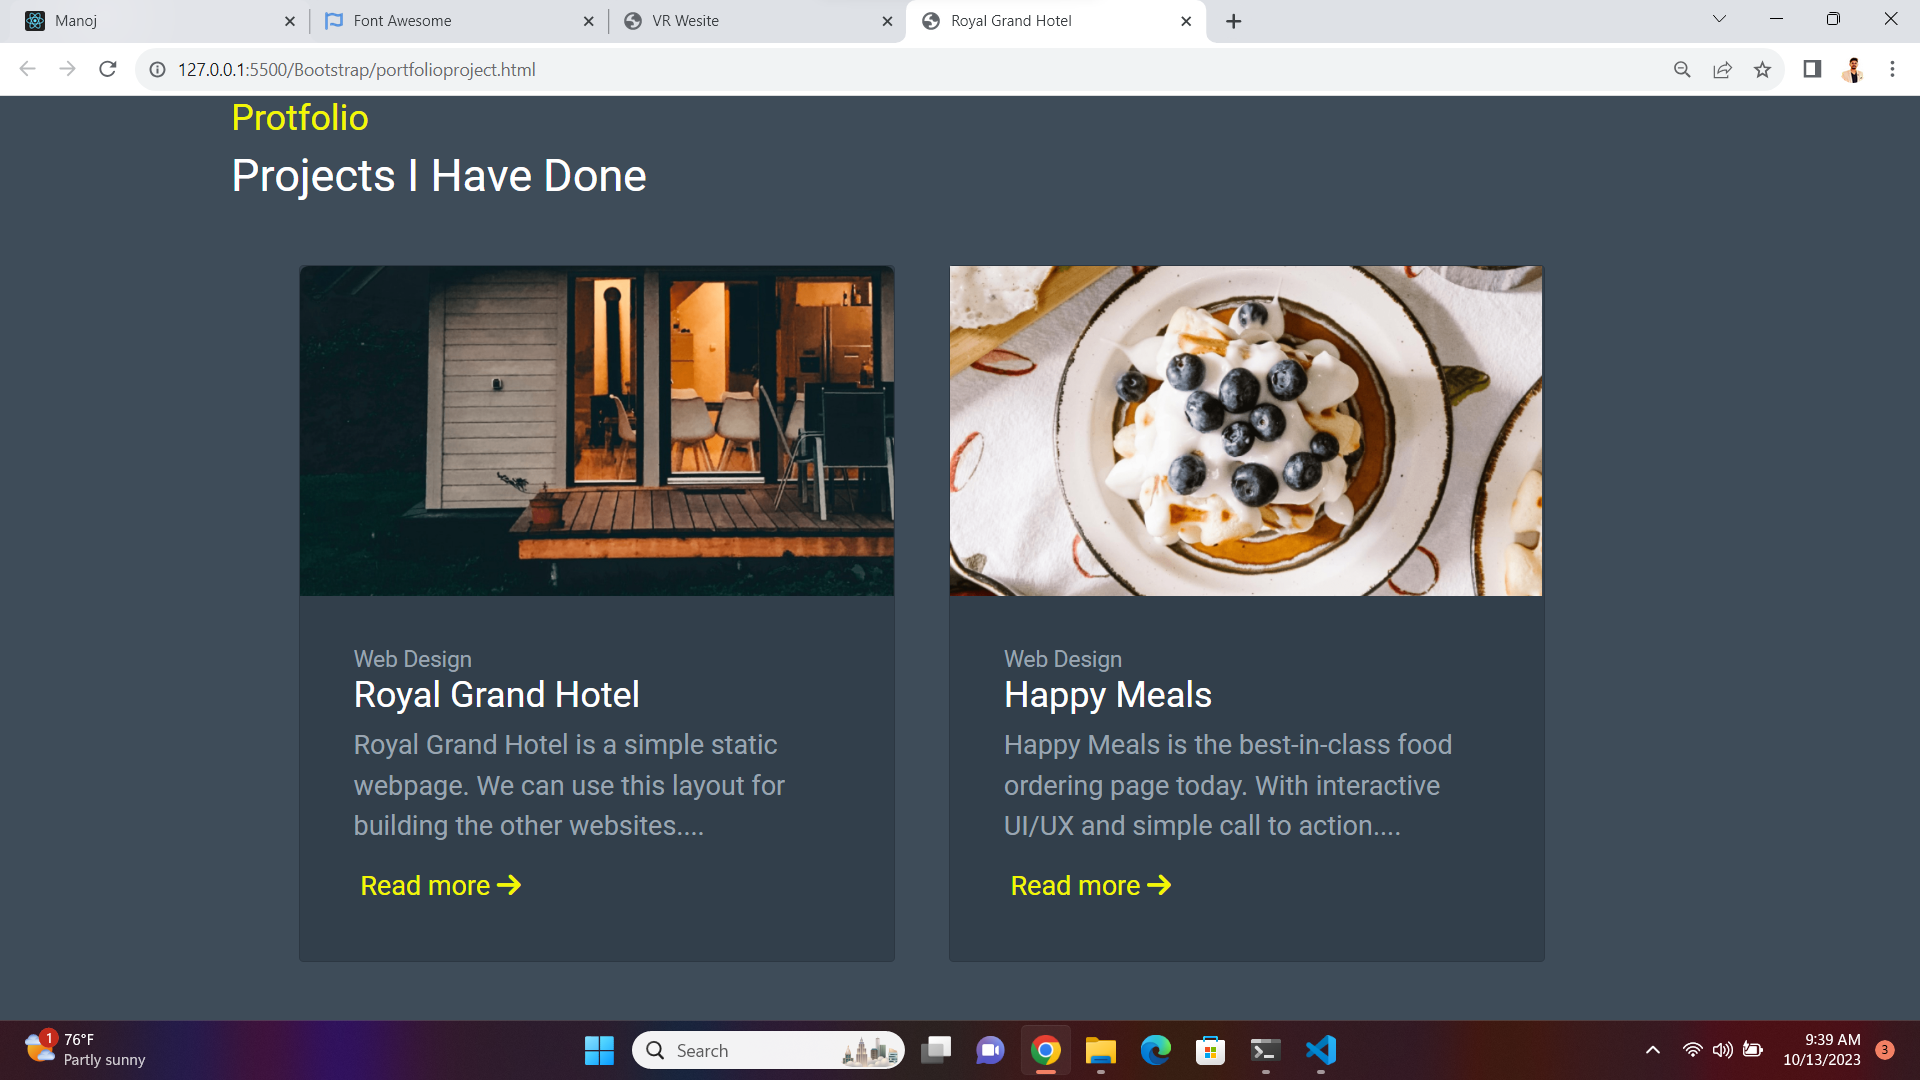 Manoj
Font Awesome
VR Wesite
Royal Grand Hotel
127.0.0.1:5500/Bootstrap/portfolioproject.html
Protfolio
Projects I Have Done
Web Design
Royal Grand Hotel
Royal Grand Hotel is a simple static
webpage. We can use this layout for
building the other websites....
Read more
Web Design
Happy Meals
Happy Meals is the best-in-class food
ordering page today. With interactive
UI/UX and simple call to action....
Read more
1
76°F
Partly sunny
Search
9:39 AM
10/13/2023
3